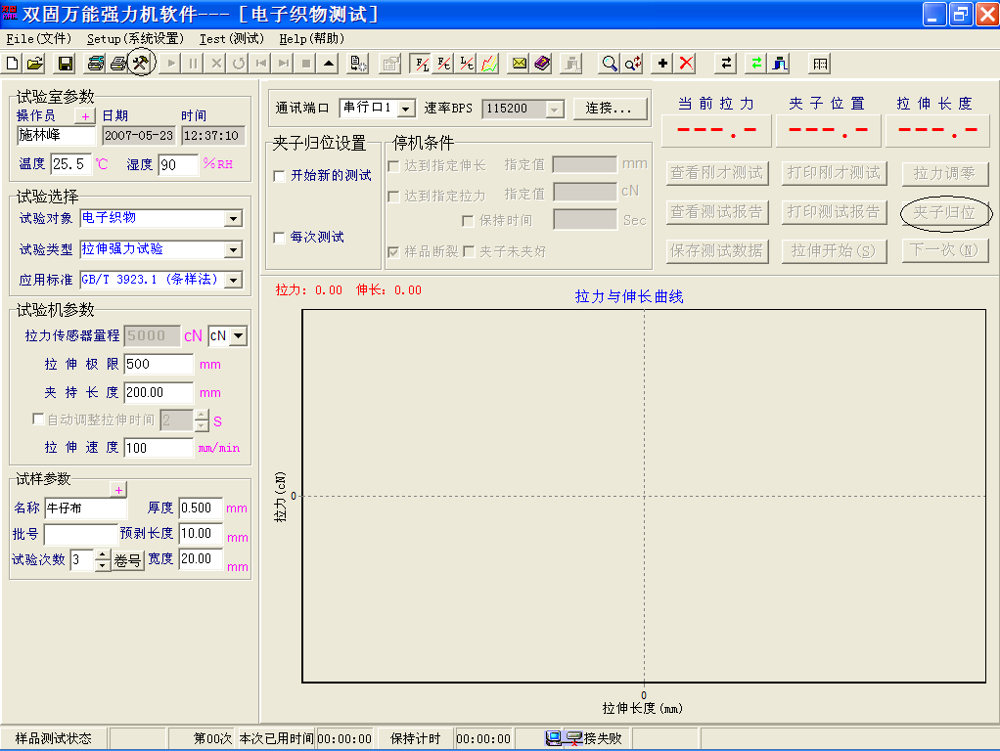 双固万能强力机软件---［电子织物测试］
File(文件) Setup(系统设置) Test(测试) Help(帮助)
试验室参数
操作员 + 日期 时间
施林峰 2007-05-23 12:37:10
温度 25.5 ℃ 湿度 90 %RH
试验选择
试验对象 电子织物
试验类型 拉伸强力试验
应用标准 GB/T 3923.1 (条样法)
试验机参数
拉力传感器量程 5000 cN cN
拉 伸 极 限 500 mm
夹 持 长 度 200.00 mm
自动调整拉伸时间 2 S
拉 伸 速 度 100 mm/min
试样参数
+
名称 牛仔布 厚度 0.500 mm
批号 预剥长度 10.00 mm
试验次数 3 卷号 宽度 20.00 mm
通讯端口 串行口1 速率BPS 115200 连接...
夹子归位设置
开始新的测试
每次测试
停机条件
达到指定伸长 指定值 mm
达到指定拉力 指定值 cN
保持时间 Sec
样品断裂 夹子未夹好
当 前 拉 力 夹 子 位 置 拉 伸 长 度
---.- ---.- ---.-
查看刚才测试 打印刚才测试 拉力调零
查看测试报告 打印测试报告 夹子归位
保存测试数据 拉伸开始(S) 下一次(N)
拉力: 0.00 伸长: 0.00
拉力与伸长曲线
拉力(cN)
0
0
拉伸长度(mm)
样品测试状态 第00次 本次已用时间 00:00:00 保持计时 00:00:00 接失败